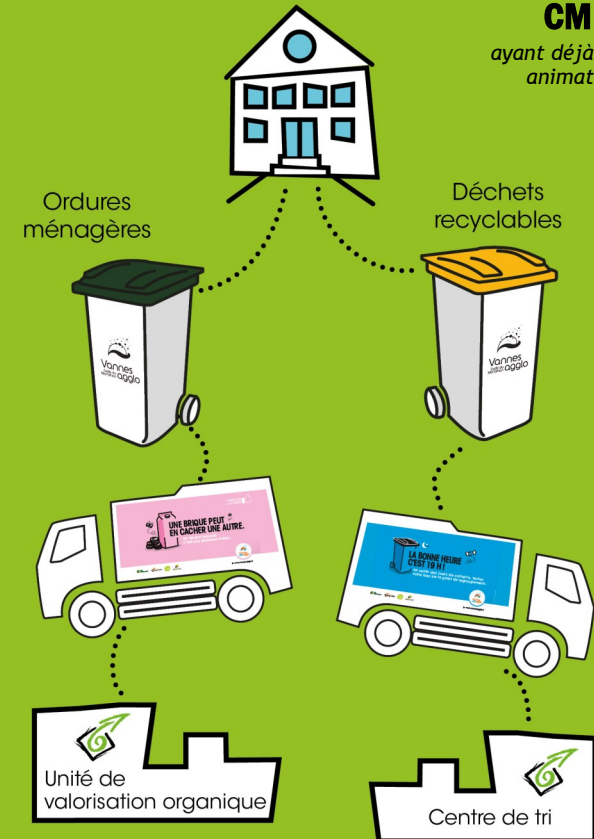 CM
ayant déjà
animat
Ordures
ménagères
Déchets
recyclables
Vannes
agglo
Vannes
agglo
UNE BRIQUE PEUT
EN CACHER UNE AUTRE.
LA BONNE HEURE
C'EST 19 H !
Unité de
valorisation organique
Centre de tri